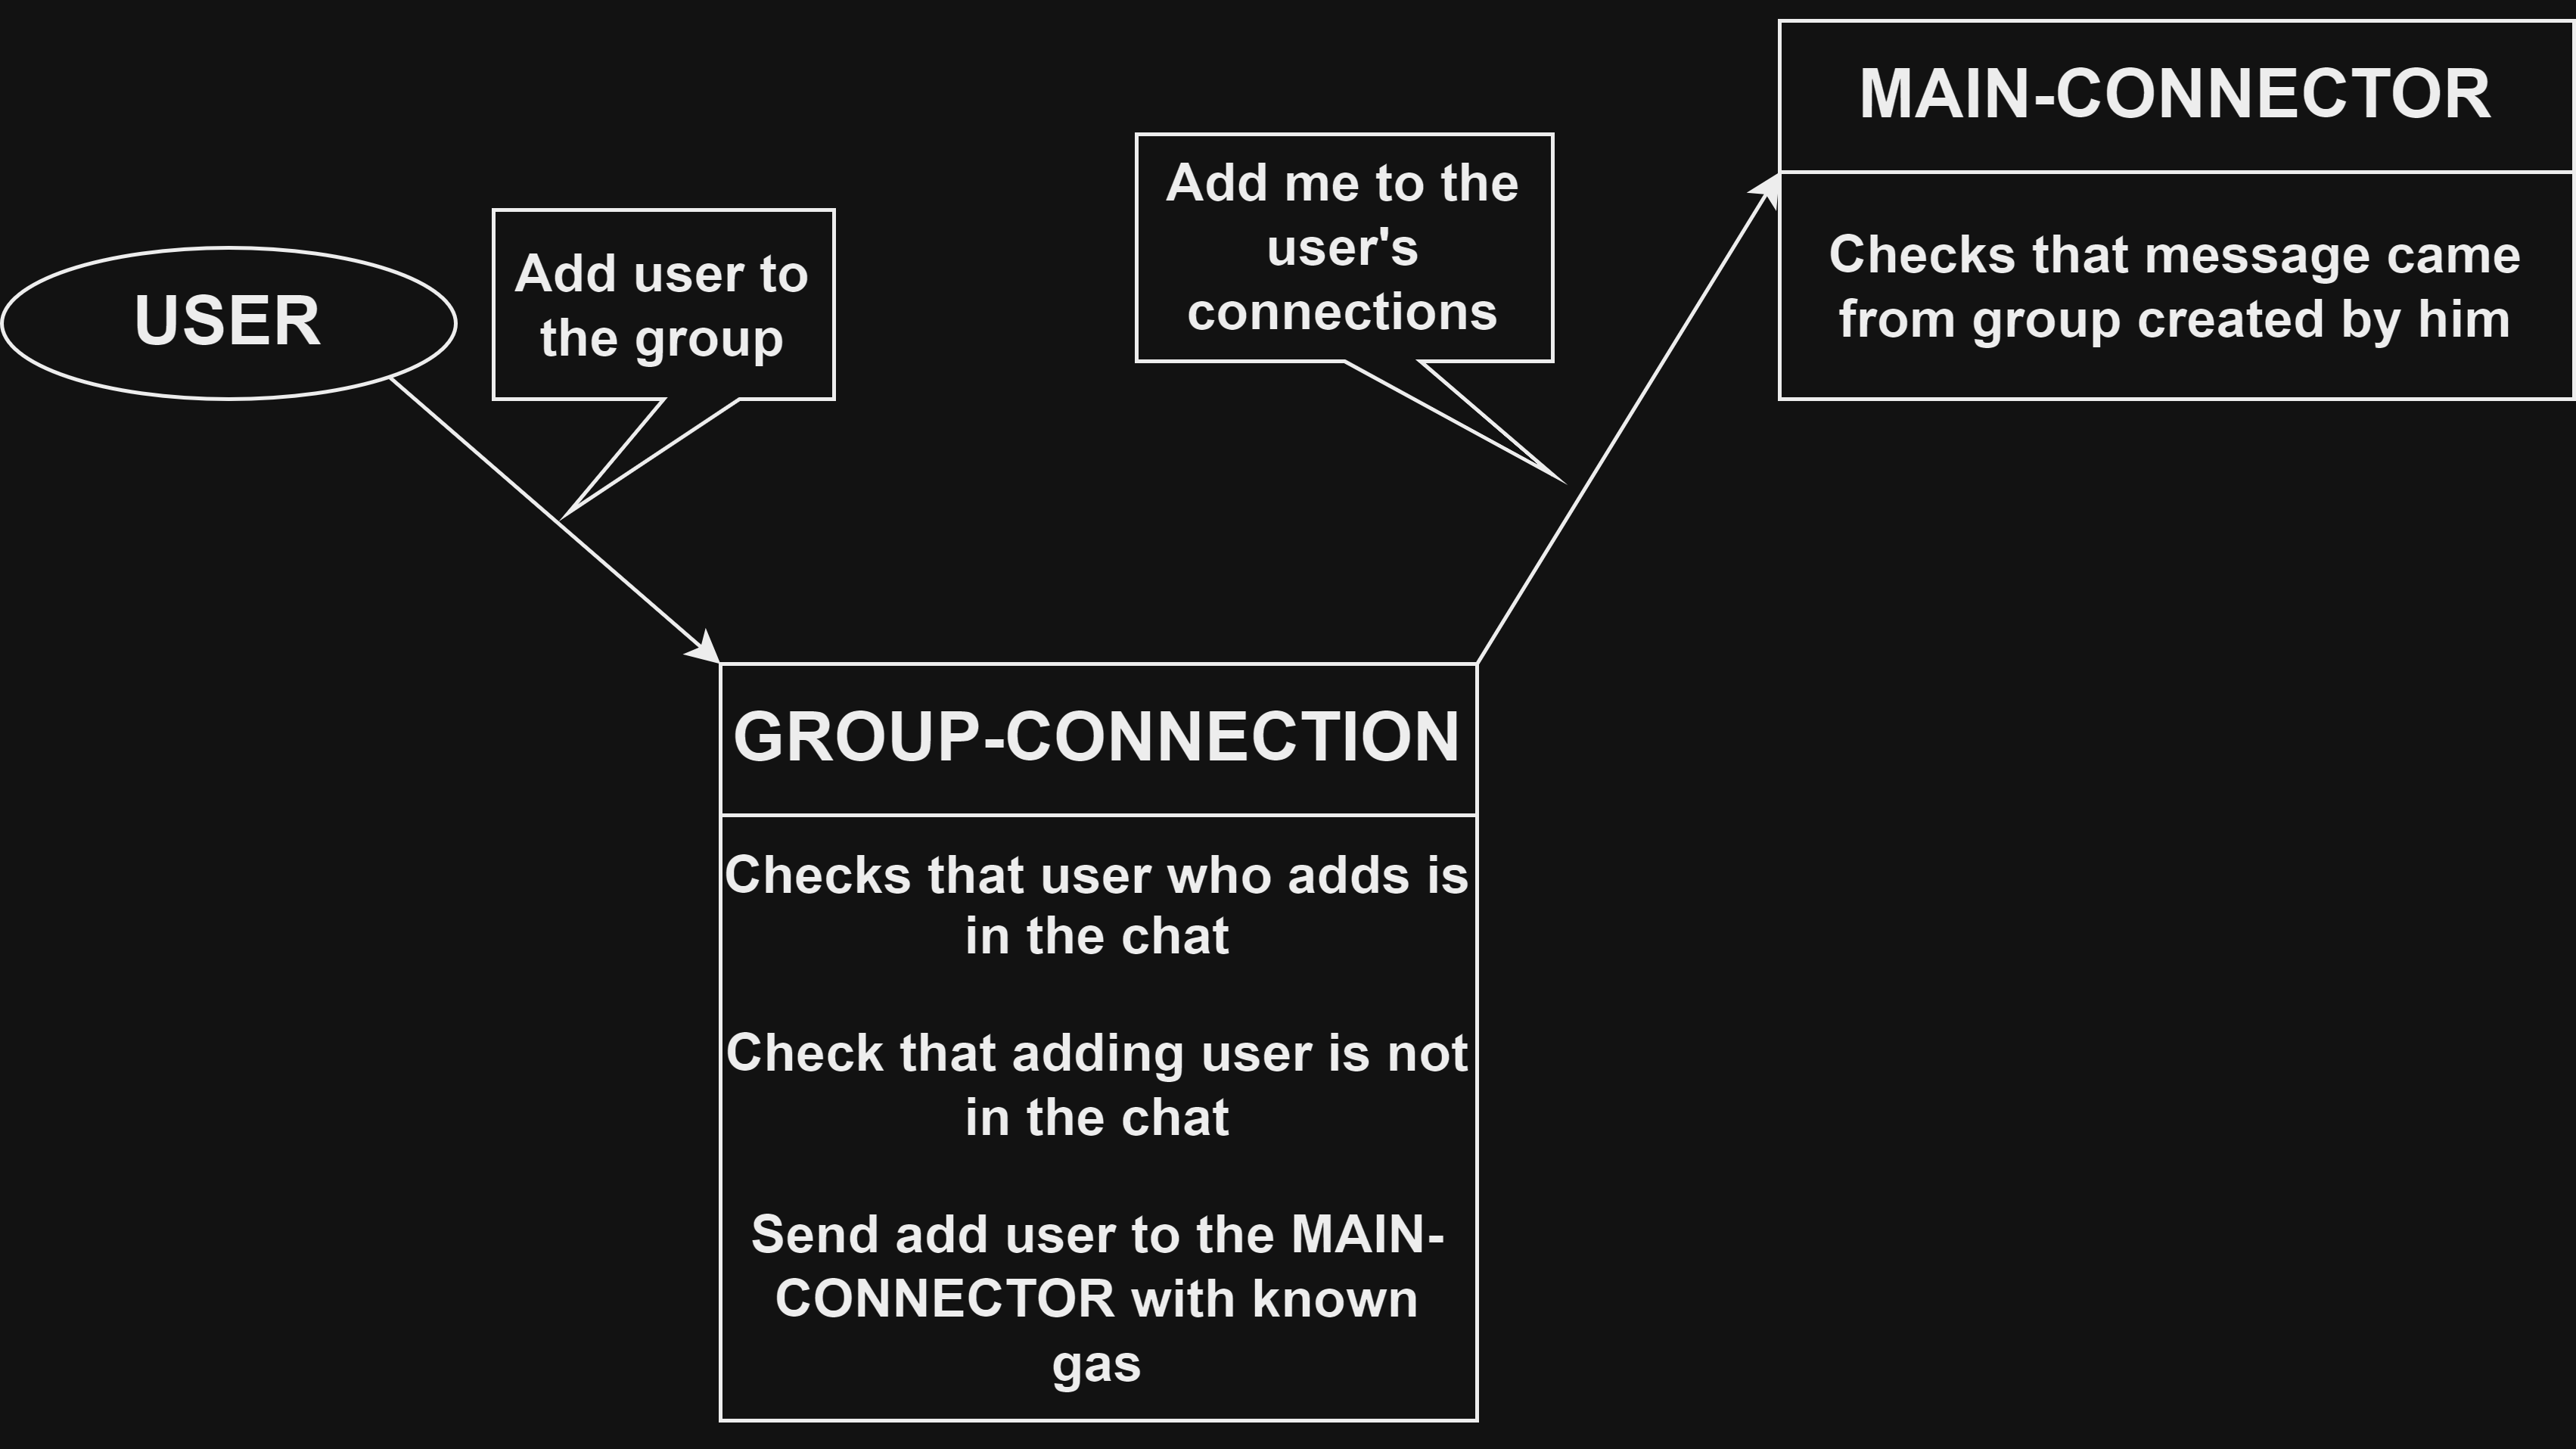 MAIN-CONNECTOR
Checks that message came
from group created by him
Add me to the
user's
connections
Add user to
the group
USER
GROUP-CONNECTION
Checks that user who adds is
in the chat
Check that adding user is not
in the chat
Send add user to the MAIN-
CONNECTOR with known
gas